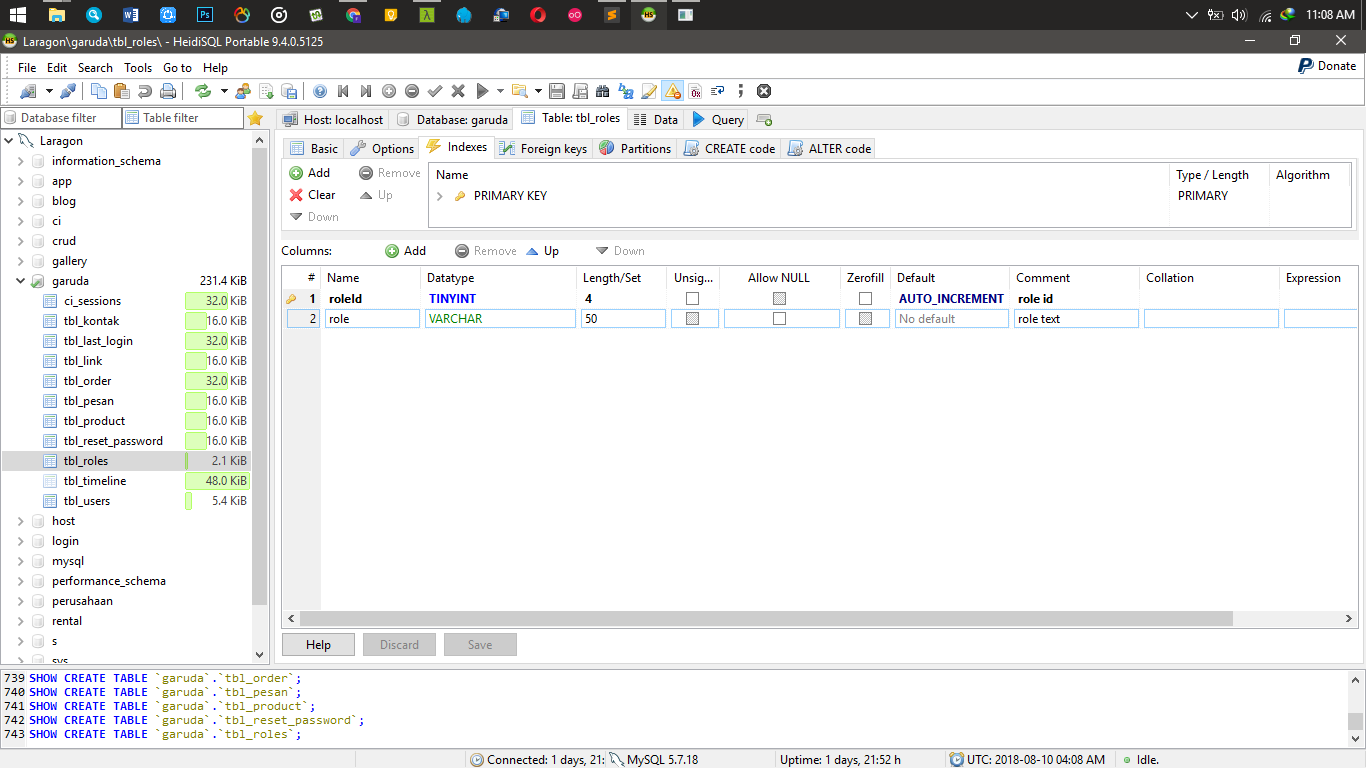 11:08 AM
Laragon\garuda\tbl_roles\ - HeidiSQL Portable 9.4.0.5125
File Edit Search Tools Go to Help
Donate
Database filter Table filter
Host: localhost Database: garuda Table: tbl_roles Data Query
Laragon
information_schema
app
blog
ci
crud
gallery
garuda 231.4 KiB
ci_sessions 32.0 KiB
tbl_kontak 16.0 KiB
tbl_last_login 32.0 KiB
tbl_link 16.0 KiB
tbl_order 32.0 KiB
tbl_pesan 16.0 KiB
tbl_product 16.0 KiB
tbl_reset_password 16.0 KiB
tbl_roles 2.1 KiB
tbl_timeline 48.0 KiB
tbl_users 5.4 KiB
host
login
mysql
performance_schema
perusahaan
rental
s
sys
Basic Options Indexes Foreign keys Partitions CREATE code ALTER code
Add Remove
Clear Up
Down
Name Type / Length Algorithm
PRIMARY KEY PRIMARY
Columns: Add Remove Up Down
# Name Datatype Length/Set Unsig... Allow NULL Zerofill Default Comment Collation Expression
1 roleId TINYINT 4 AUTO_INCREMENT role id
2 role VARCHAR 50 No default role text
Help Discard Save
739 SHOW CREATE TABLE `garuda`.`tbl_order`;
740 SHOW CREATE TABLE `garuda`.`tbl_pesan`;
741 SHOW CREATE TABLE `garuda`.`tbl_product`;
742 SHOW CREATE TABLE `garuda`.`tbl_reset_password`;
743 SHOW CREATE TABLE `garuda`.`tbl_roles`;
Connected: 1 days, 21: MySQL 5.7.18 Uptime: 1 days, 21:52 h UTC: 2018-08-10 04:08 AM Idle.